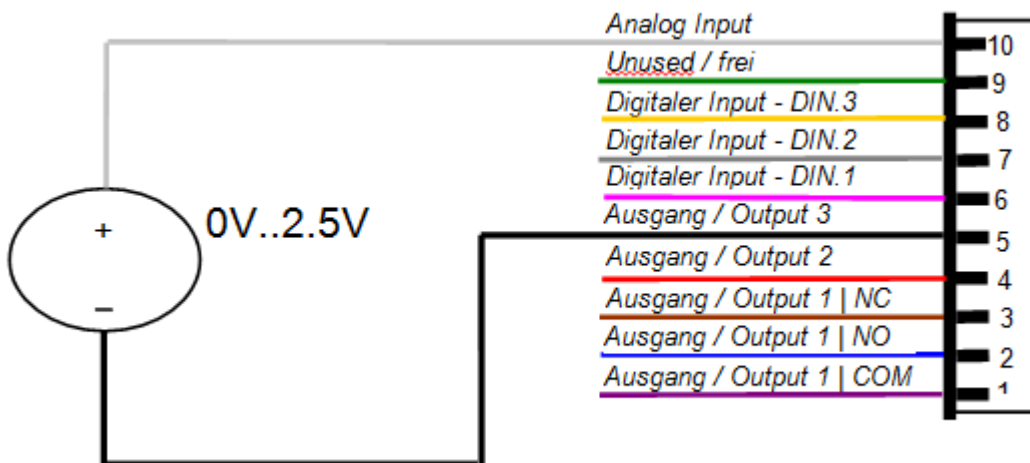 Analog Input
10
Unused / frei
9
Digitaler Input - DIN.3
8
Digitaler Input - DIN.2
7
Digitaler Input - DIN.1
6
Ausgang / Output 3
5
Ausgang / Output 2
4
Ausgang / Output 1 | NC
3
Ausgang / Output 1 | NO
2
Ausgang / Output 1 | COM
1
+
0V..2.5V
–